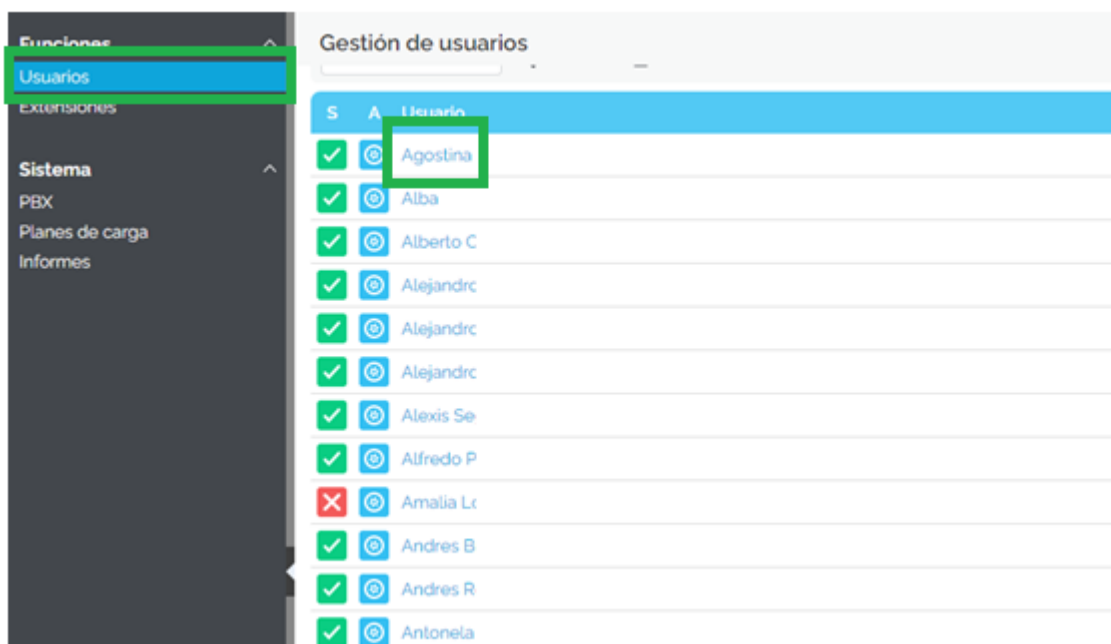 Funciones
Usuarios
Extensiones
Sistema
PBX
Planes de carga
Informes
Gestión de usuarios
S A Usuario
Agostina
Alba
Alberto C
Alejandro
Alejandro
Alejandro
Alexis Se
Alfredo P
Amalia Lo
Andres B
Andres R
Antonela